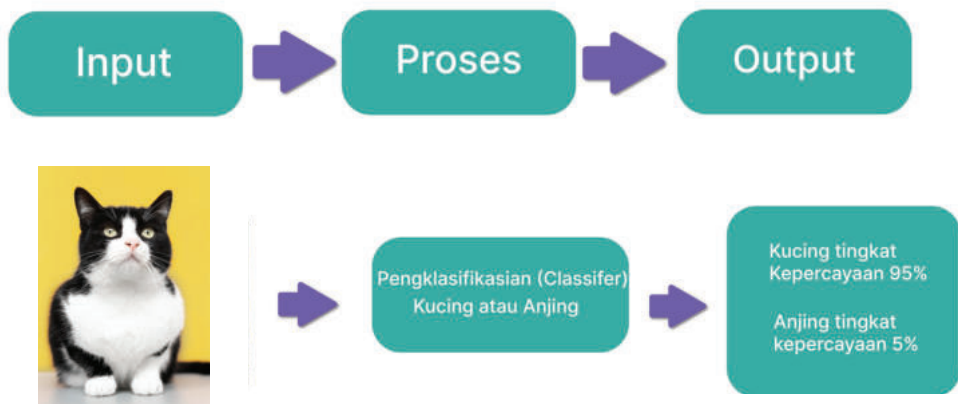 Input
Proses
Output
Pengklasifikasian (Classifer)
Kucing atau Anjing
Kucing tingkat
Kepercayaan 95%
Anjing tingkat
kepercayaan 5%